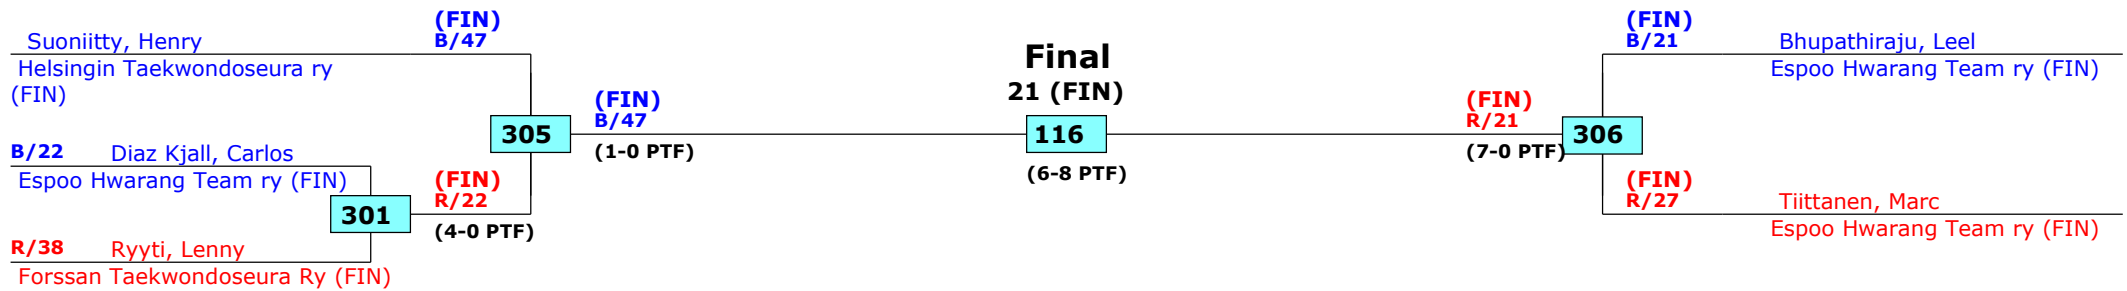 (FIN)
B/47
Suoniitty, Henry
Helsingin Taekwondoseura ry
(FIN)
B/22 Diaz Kjall, Carlos
Espoo Hwarang Team ry (FIN)
301
R/38 Ryyti, Lenny
Forssan Taekwondoseura Ry (FIN)
(FIN)
R/22
(4-0 PTF)
305
(FIN)
B/47
(1-0 PTF)
Final
21 (FIN)
116
(6-8 PTF)
(FIN)
R/21
(7-0 PTF)
306
(FIN)
B/21
Bhupathiraju, Leel
Espoo Hwarang Team ry (FIN)
(FIN)
R/27
Tiittanen, Marc
Espoo Hwarang Team ry (FIN)